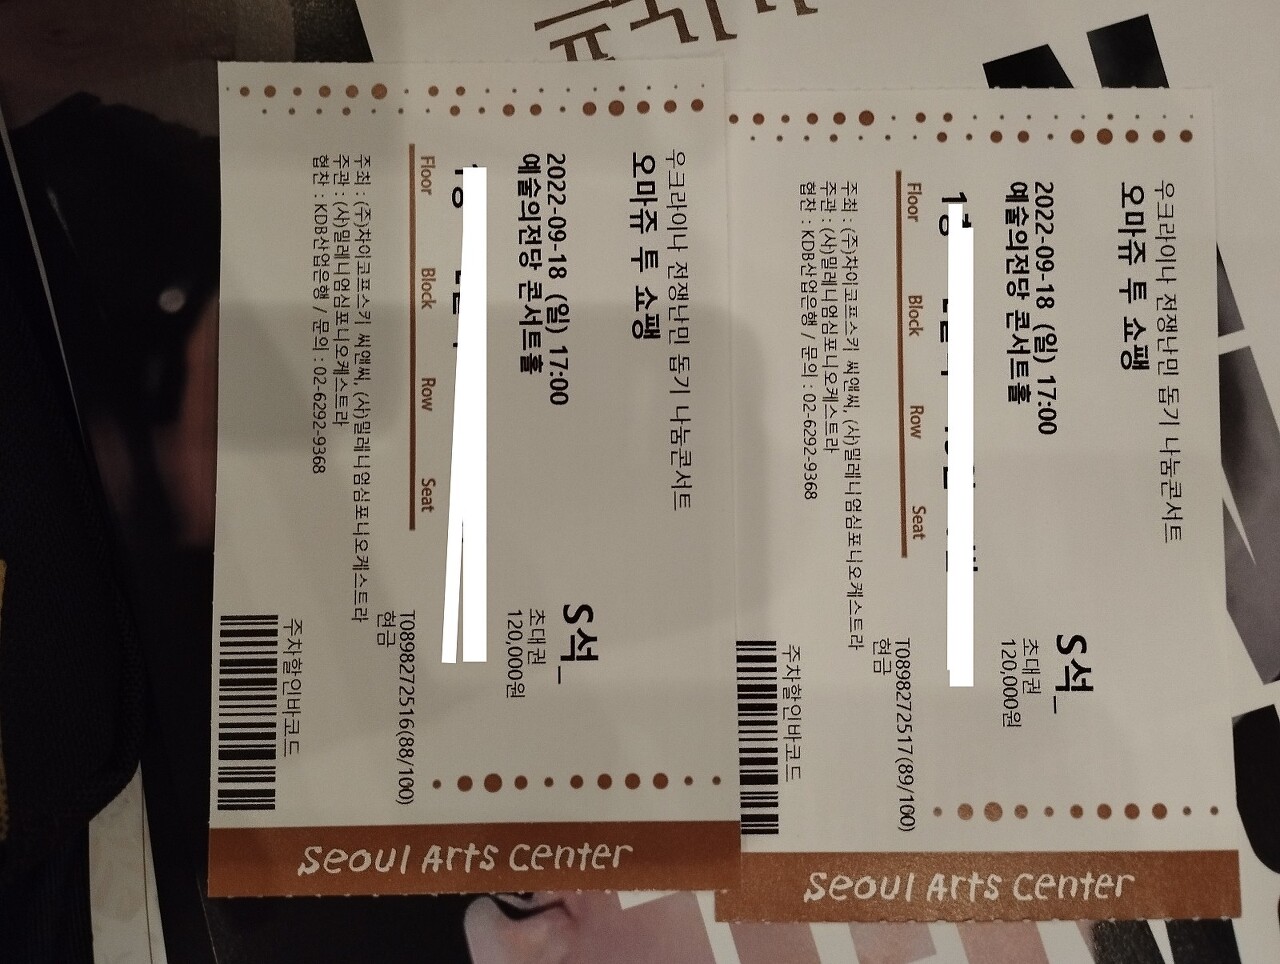 우크라이나 전쟁난민 돕기 나눔콘서트
오마쥬 투 쇼팽
2022-09-18 (일) 17:00
예술의전당 콘서트홀
S석_
초대권
120,000원
Floor Block Row Seat
주최 : (주)차이코프스키 씨앤씨, (사)밀레니엄심포니오케스트라
주관 : (사)밀레니엄심포니오케스트라
협찬 : KDB산업은행 / 문의 : 02-6292-9368
T0898272516(88/100)
현금
주차할인바코드
Seoul Arts Center
우크라이나 전쟁난민 돕기 나눔콘서트
오마쥬 투 쇼팽
2022-09-18 (일) 17:00
예술의전당 콘서트홀
S석_
초대권
120,000원
1층
Floor Block Row Seat
주최 : (주)차이코프스키 씨앤씨, (사)밀레니엄심포니오케스트라
주관 : (사)밀레니엄심포니오케스트라
협찬 : KDB산업은행 / 문의 : 02-6292-9368
T0898272517(89/100)
현금
주차할인바코드
Seoul Arts Center